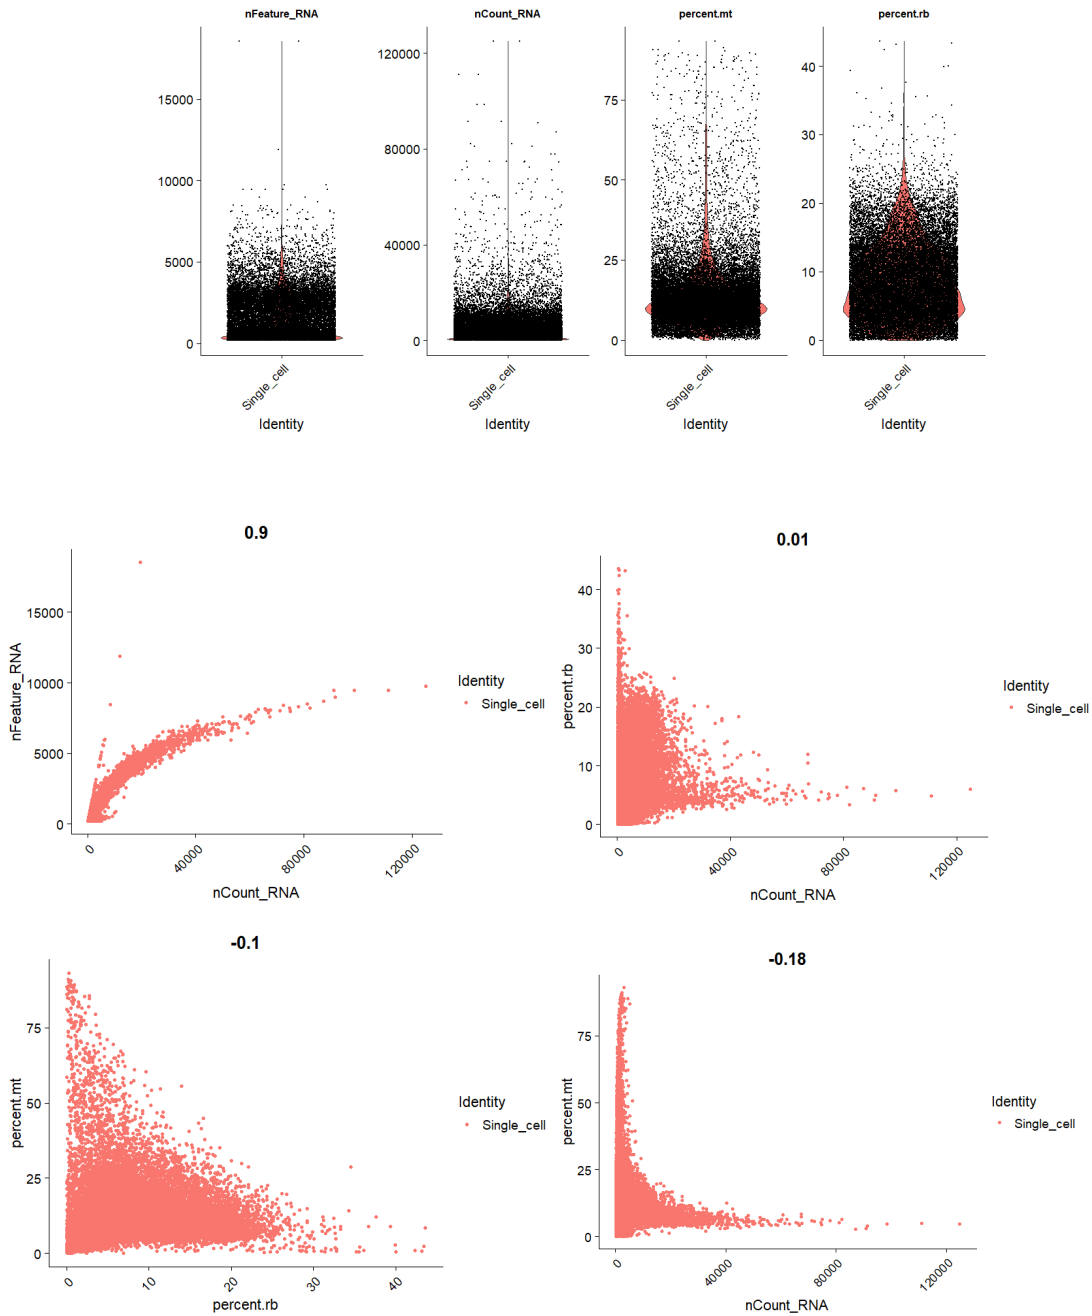 nFeature_RNA
15000
10000
5000
0
Single_cell
Identity
nCount_RNA
120000
80000
40000
0
Single_cell
Identity
percent.mt
75
50
25
0
Single_cell
Identity
percent.rb
40
30
20
10
0
Single_cell
Identity
0.9
nFeature_RNA
15000
10000
5000
0
0
40000
80000
120000
nCount_RNA
Identity
Single_cell
0.01
percent.rb
40
30
20
10
0
0
40000
80000
120000
nCount_RNA
Identity
Single_cell
-0.1
percent.mt
75
50
25
0
0
10
20
30
40
percent.rb
Identity
Single_cell
-0.18
percent.mt
75
50
25
0
0
40000
80000
120000
nCount_RNA
Identity
Single_cell